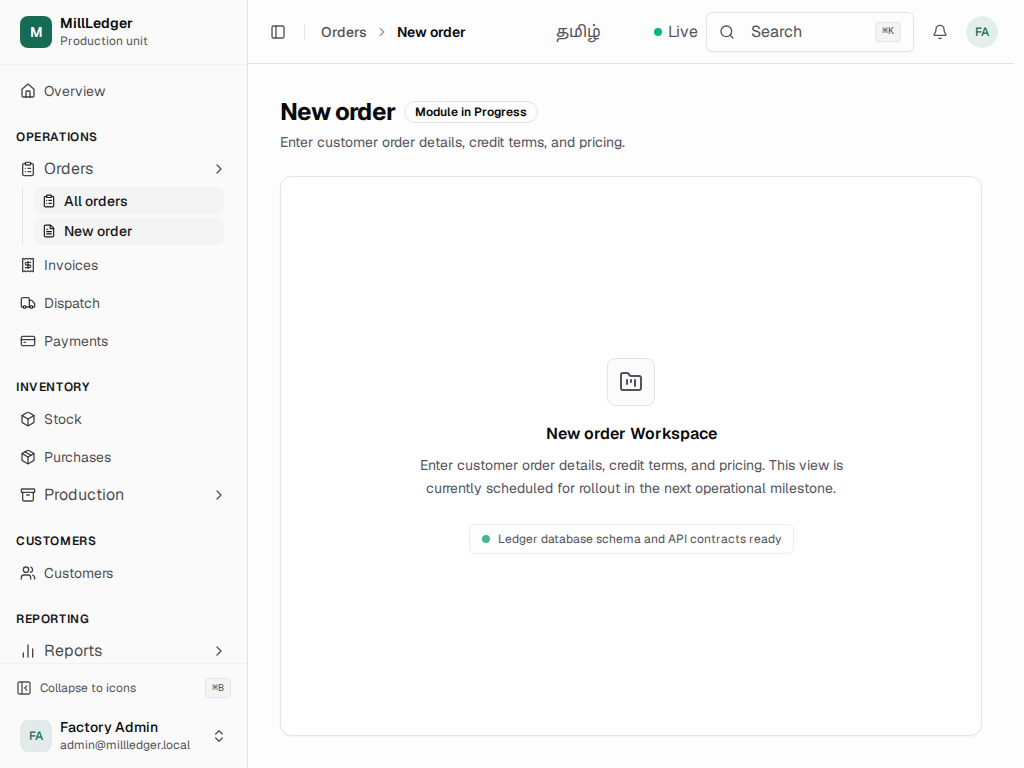 M
MillLedger
Production unit
Overview
OPERATIONS
Orders
All orders
New order
Invoices
Dispatch
Payments
INVENTORY
Stock
Purchases
Production
CUSTOMERS
Customers
REPORTING
Reports
Collapse to icons
⌘B
FA
Factory Admin
admin@millledger.local
Orders
New order
தமிழ்
Live
Search
⌘K
FA
New order
Module in Progress
Enter customer order details, credit terms, and pricing.
New order Workspace
Enter customer order details, credit terms, and pricing. This view is
currently scheduled for rollout in the next operational milestone.
Ledger database schema and API contracts ready